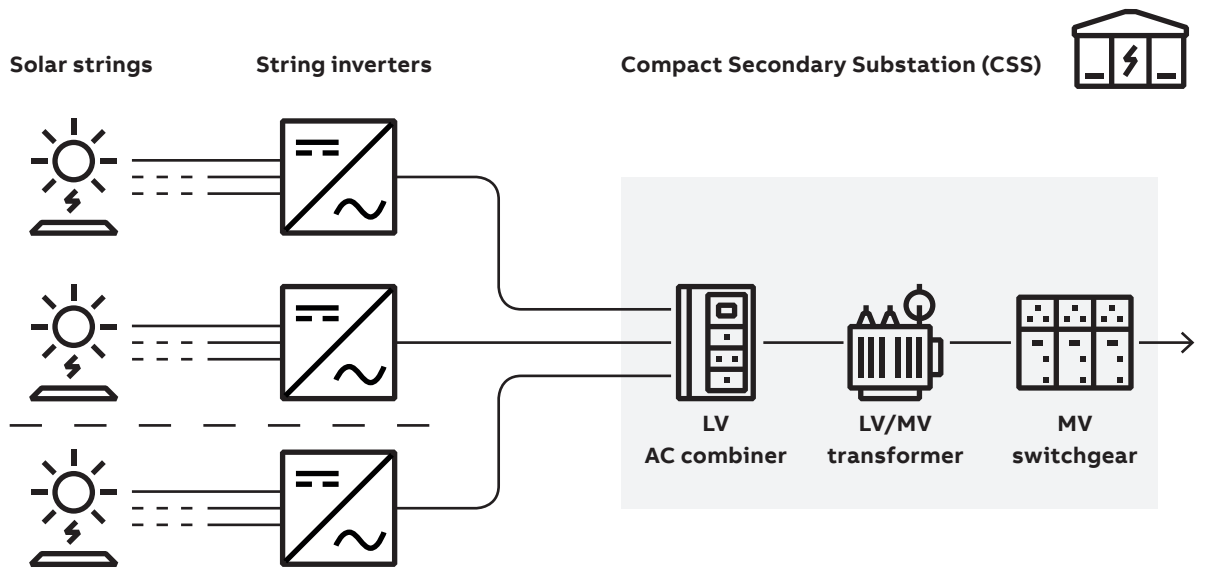 Solar strings
String inverters
Compact Secondary Substation (CSS)
LV
AC combiner
LV/MV
transformer
MV
switchgear